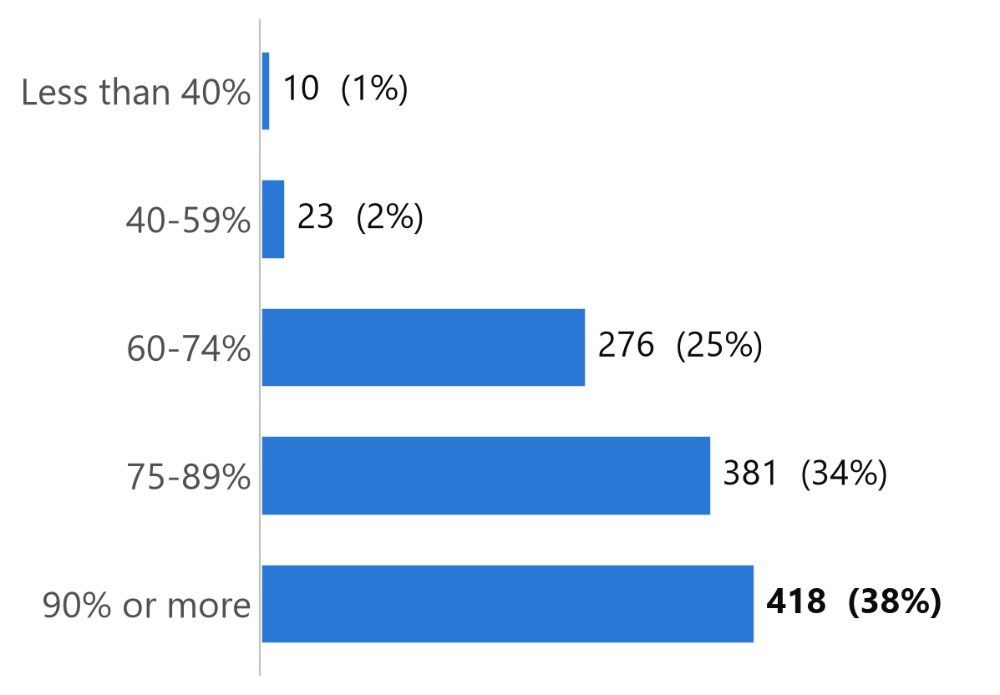 Less than 40% 10 (1%)
40-59% 23 (2%)
60-74% 276 (25%)
75-89% 381 (34%)
90% or more 418 (38%)